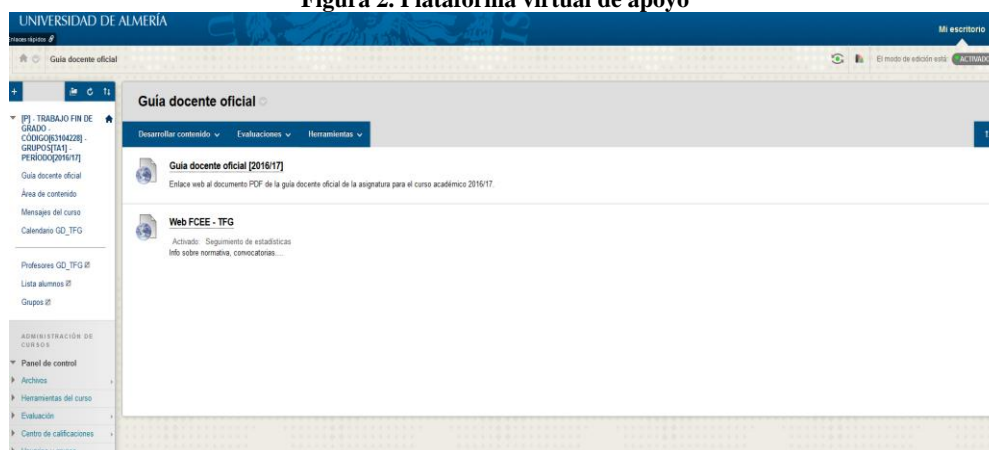 Figura 2. Plataforma virtual de apoyo
UNIVERSIDAD DE ALMERÍA
Mi escritorio
Enlaces rápidos
Guía docente oficial
El modo de edición está: ACTIVADO
Guía docente oficial
[P] - TRABAJO FIN DE
GRADO -
CÓDIGO[63104228] -
GRUPOS[TA1] -
PERÍODO[2016/17]
Guía docente oficial
Área de contenido
Mensajes del curso
Calendario GD_TFG
Profesores GD_TFG
Lista alumnos
Grupos
ADMINISTRACIÓN DE
CURSOS
Panel de control
Archivos
Herramientas del curso
Evaluación
Centro de calificaciones
Desarrollar contenido Evaluaciones Herramientas
Guía docente oficial [2016/17]
Enlace web al documento PDF de la guía docente oficial de la asignatura para el curso académico 2016/17.
Web FCEE - TFG
Activado: Seguimiento de estadísticas
Info sobre normativa, convocatorias....